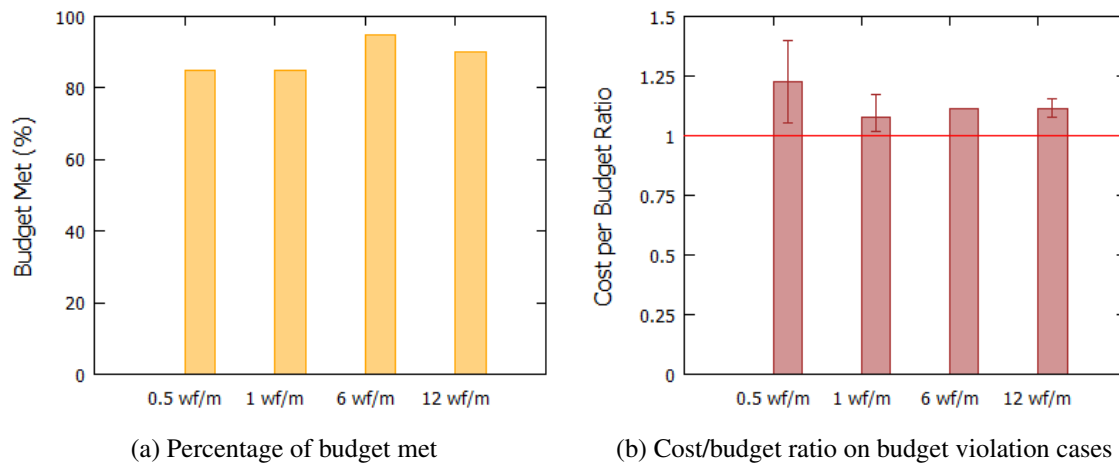 100
80
60
40
20
0
Budget Met (%)
0.5 wf/m 1 wf/m 6 wf/m 12 wf/m
(a) Percentage of budget met
1.5
1.25
1
0.75
0.5
0.25
0
Cost per Budget Ratio
0.5 wf/m 1 wf/m 6 wf/m 12 wf/m
(b) Cost/budget ratio on budget violation cases